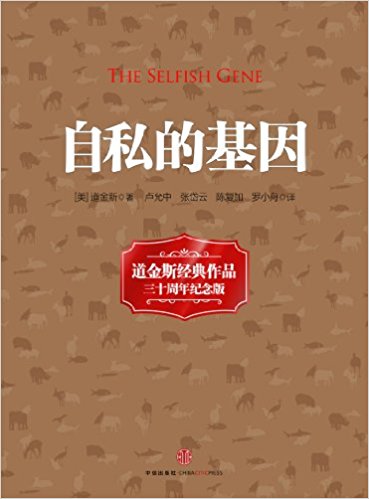 THE SELFISH GENE
自私的基因
[美] 道金斯 著 卢允中 张岱云 陈复加 罗小舟 译
道金斯经典作品
三十周年纪念版
中信出版社·CHINACITICPRESS